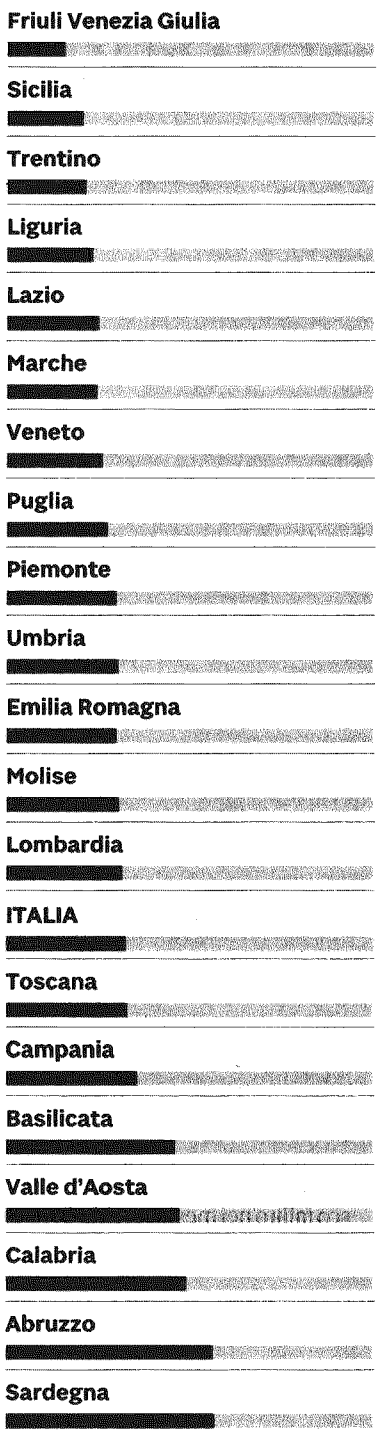 Friuli Venezia Giulia
Sicilia
Trentino
Liguria
Lazio
Marche
Veneto
Puglia
Piemonte
Umbria
Emilia Romagna
Molise
Lombardia
ITALIA
Toscana
Campania
Basilicata
Valle d'Aosta
Calabria
Abruzzo
Sardegna